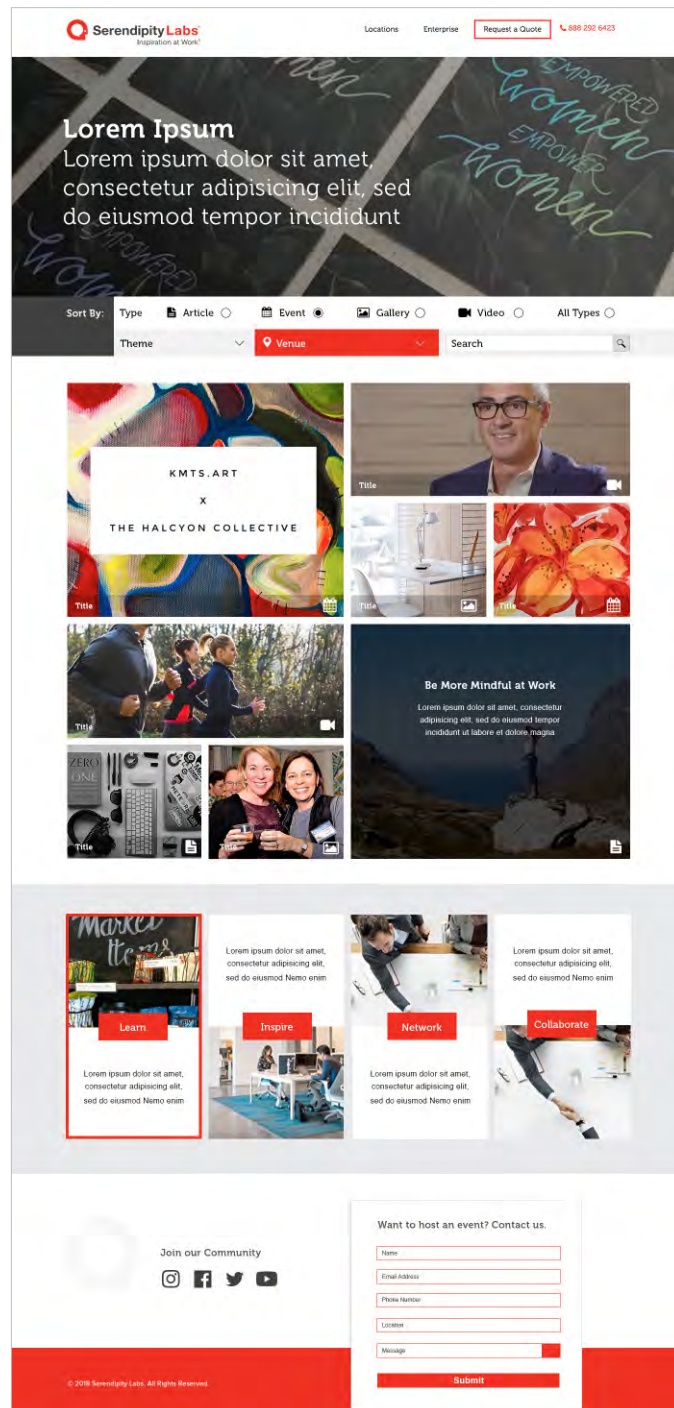 Serendipity Labs
Inspiration at Work
Locations
Enterprise
Request a Quote
888 292 6423
EMPOWERED
women
EMPOWER
women
EMPOWERED
Lorem Ipsum
Lorem ipsum dolor sit amet,
consectetur adipisicing elit, sed
do eiusmod tempor incididunt
EMPOWERED
women
Sort By:
Type
Article
Event
Gallery
Video
All Types
Theme
Venue
Search
KMTS.ART
X
THE HALCYON COLLECTIVE
Title
Title
Title
Title
Title
Be More Mindful at Work
Lorem ipsum dolor sit amet, consectetur
adipisicing elit, sed do eiusmod tempor
incididunt ut labore et dolore magna
ZERO
ONE
Title
Title
Market
Items
Learn
Lorem ipsum dolor sit amet,
consectetur adipisicing elit,
sed do eiusmod Nemo enim
Lorem ipsum dolor sit amet,
consectetur adipisicing elit,
sed do eiusmod Nemo enim
Inspire
Network
Lorem ipsum dolor sit amet,
consectetur adipisicing elit,
sed do eiusmod Nemo enim
Lorem ipsum dolor sit amet,
consectetur adipisicing elit,
sed do eiusmod Nemo enim
Collaborate
Join our Community
Want to host an event? Contact us.
Name
Email Address
Phone Number
Location
Message
Submit
© 2018 Serendipity Labs. All Rights Reserved.